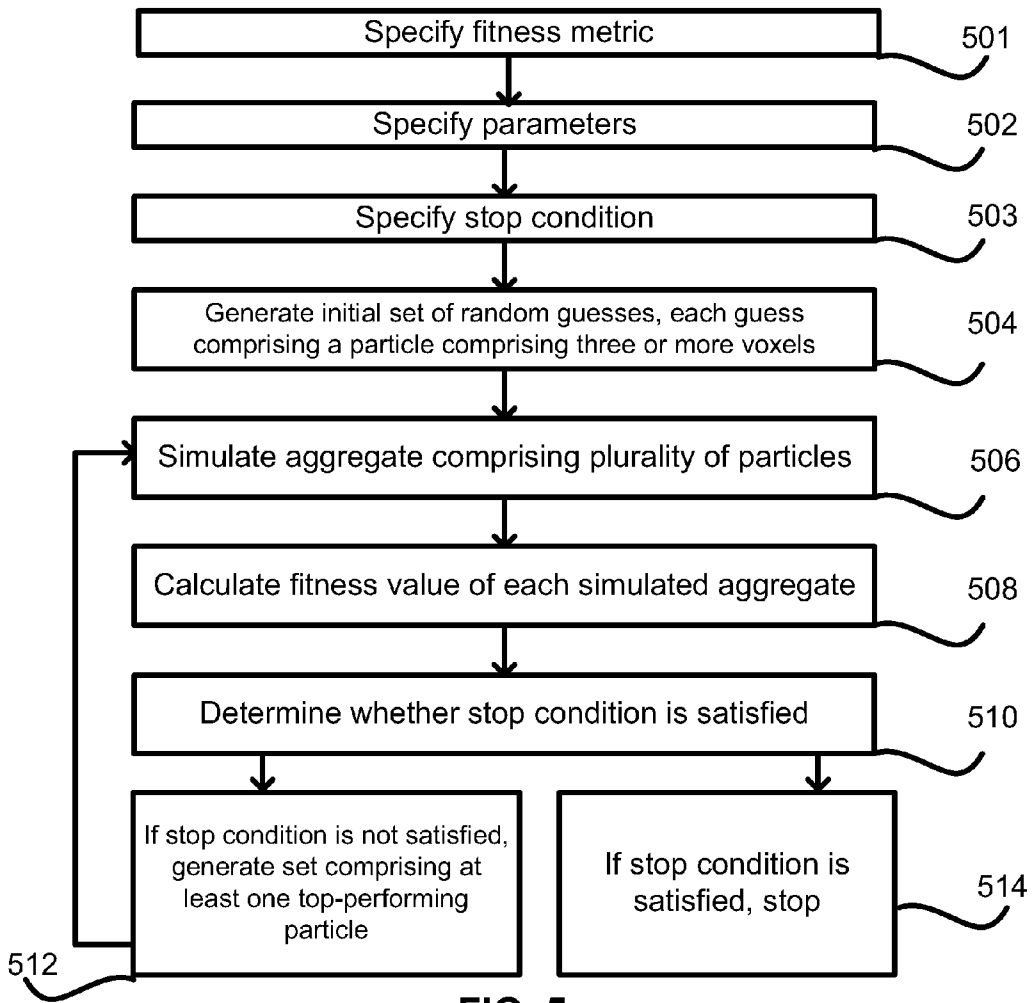 Specify fitness metric
501
Specify parameters
502
Specify stop condition
503
Generate initial set of random guesses, each guess
comprising a particle comprising three or more voxels
504
Simulate aggregate comprising plurality of particles
506
Calculate fitness value of each simulated aggregate
508
Determine whether stop condition is satisfied
510
If stop condition is not satisfied,
generate set comprising at
least one top-performing
particle
512
If stop condition is
satisfied, stop
514
FIG. 5